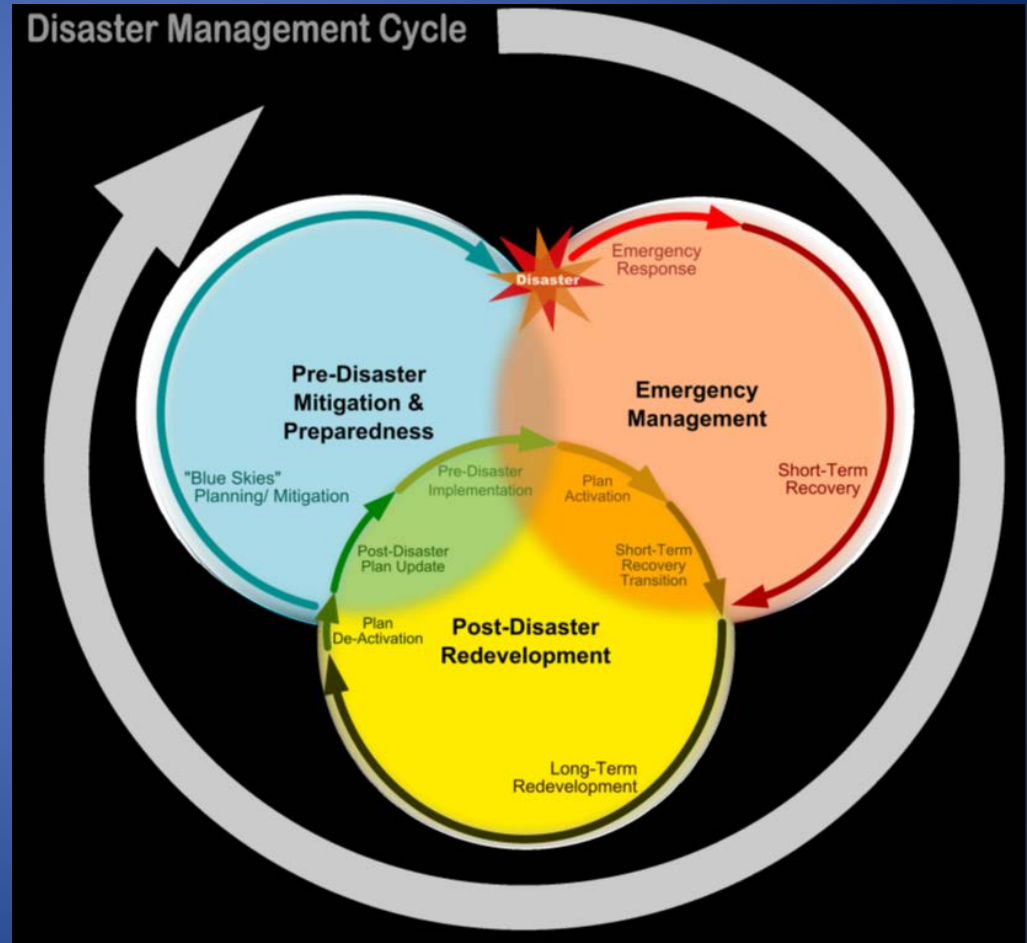 Disaster Management Cycle
Disaster
Emergency
Response
Pre-Disaster
Mitigation &
Preparedness
Emergency
Management
"Blue Skies"
Planning/ Mitigation
Pre-Disaster
Implementation
Plan
Activation
Short-Term
Recovery
Post-Disaster
Plan Update
Short-Term
Recovery
Transition
Plan
De-Activation
Post-Disaster
Redevelopment
Long-Term
Redevelopment